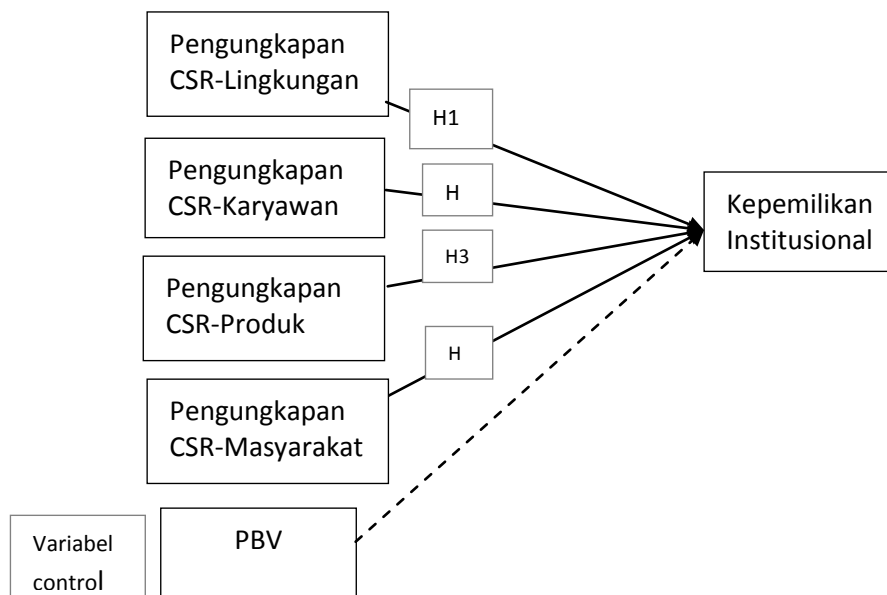 Pengungkapan
CSR-Lingkungan
H1
Pengungkapan
CSR-Karyawan
H
Kepemilikan
Institusional
H3
Pengungkapan
CSR-Produk
H
Pengungkapan
CSR-Masyarakat
PBV
Variabel
control